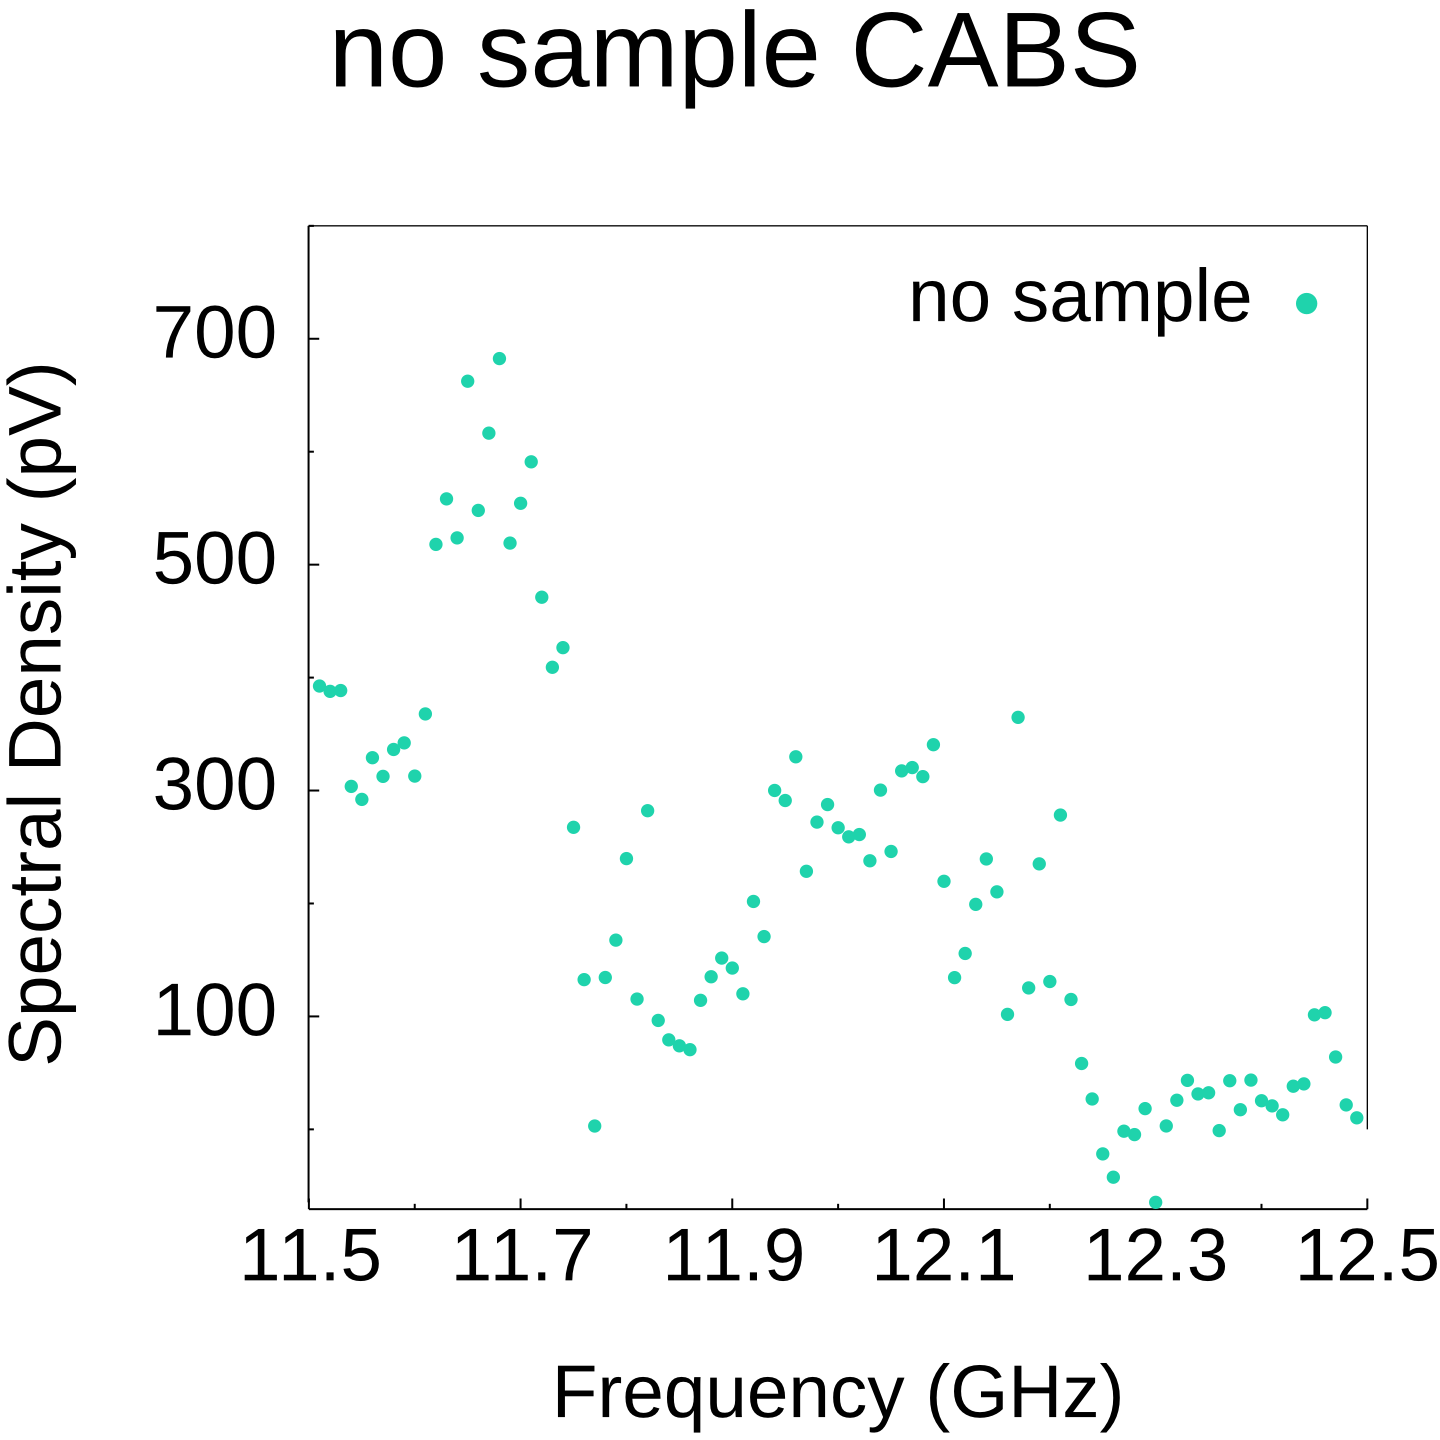 no sample CABS
no sample
Spectral Density (pV)
700
500
300
100
11.5 11.7 11.9 12.1 12.3 12.5
Frequency (GHz)